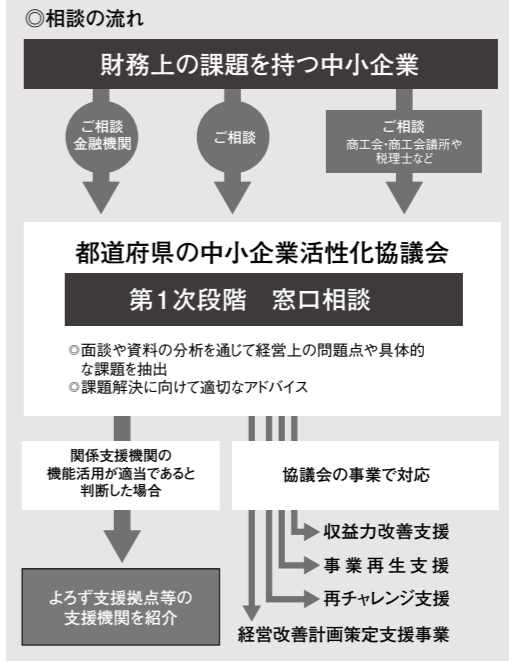 ◎相談の流れ
財務上の課題を持つ中小企業
ご相談
金融機関
ご相談
ご相談
商工会・商工会議所や
税理士など
都道府県の中小企業活性化協議会
第1次段階　窓口相談
◎面談や資料の分析を通じて経営上の問題点や具体的
な課題を抽出
◎課題解決に向けて適切なアドバイス
関係支援機関の
機能活用が適当であると
判断した場合
協議会の事業で対応
よろず支援拠点等の
支援機関を紹介
収益力改善支援
事業再生支援
再チャレンジ支援
経営改善計画策定支援事業